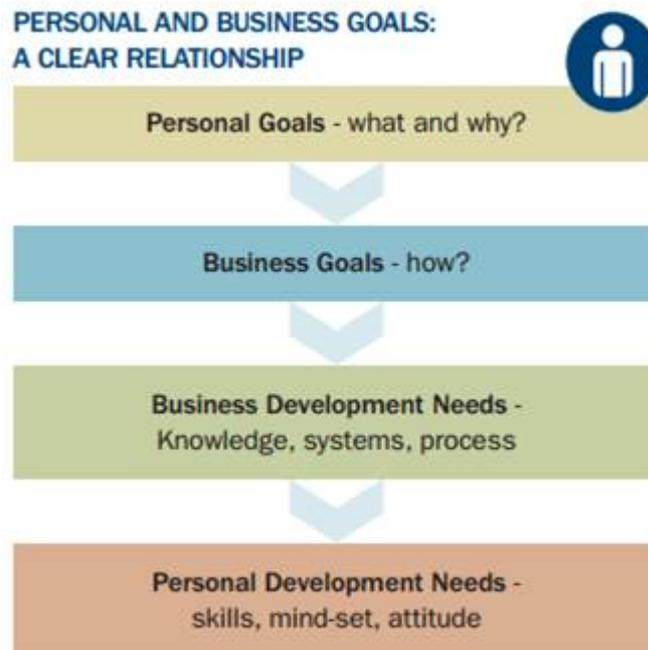 PERSONAL AND BUSINESS GOALS:
A CLEAR RELATIONSHIP
Personal Goals - what and why?
Business Goals - how?
Business Development Needs -
Knowledge, systems, process
Personal Development Needs -
skills, mind-set, attitude